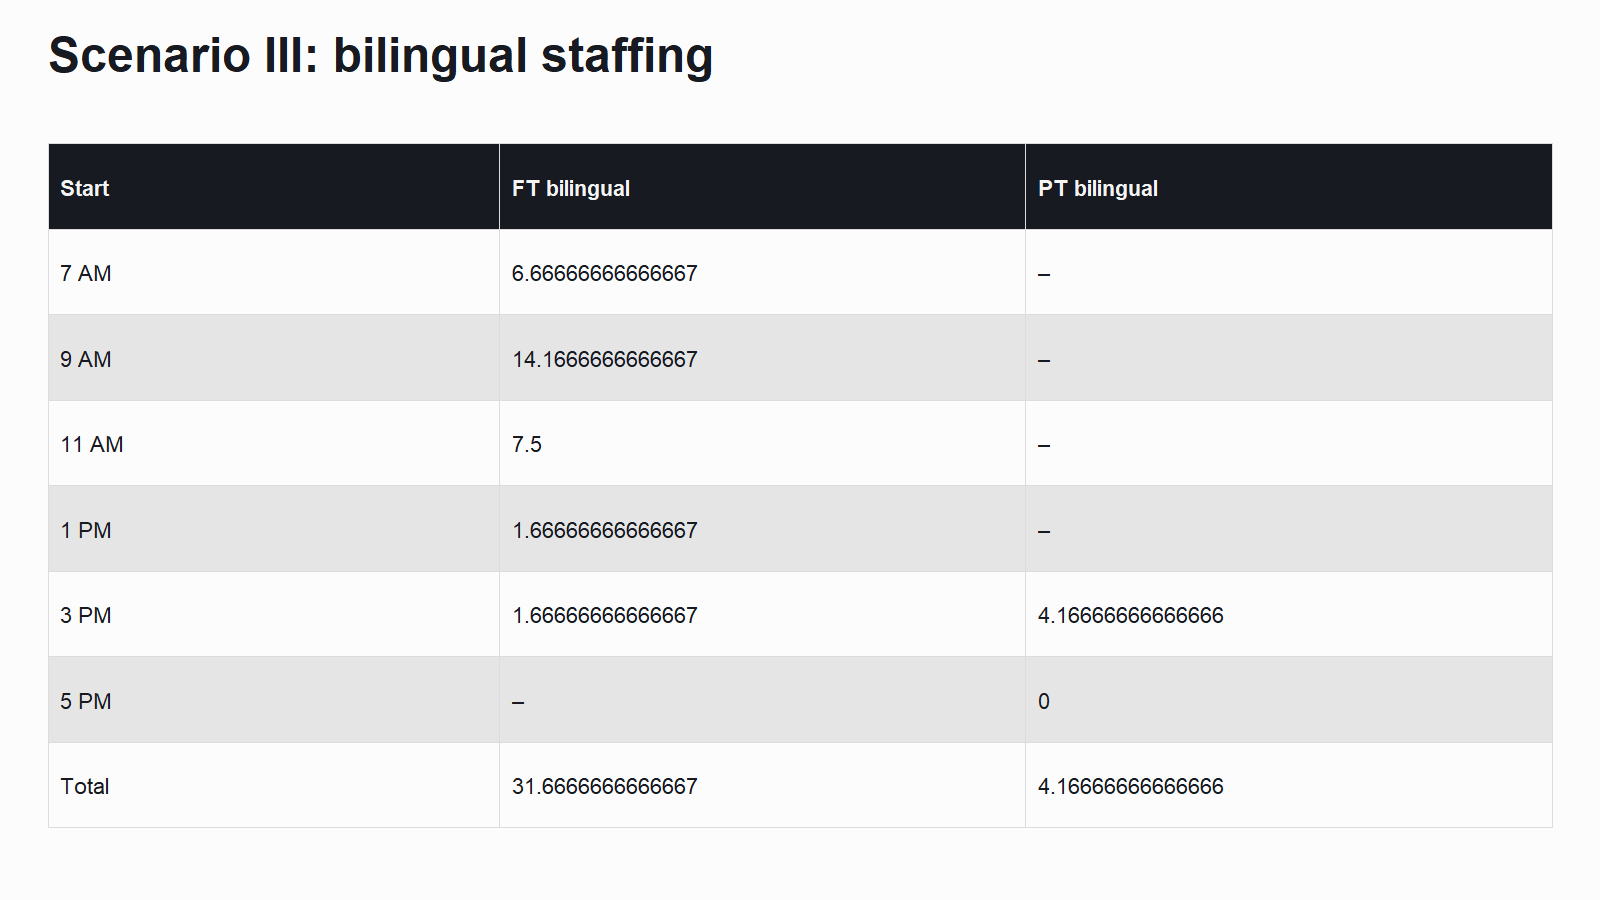 Scenario III: bilingual staffing
Start FT bilingual PT bilingual
7 AM 6.66666666666667 –
9 AM 14.1666666666667 –
11 AM 7.5 –
1 PM 1.66666666666667 –
3 PM 1.66666666666667 4.16666666666666
5 PM – 0
Total 31.6666666666667 4.16666666666666